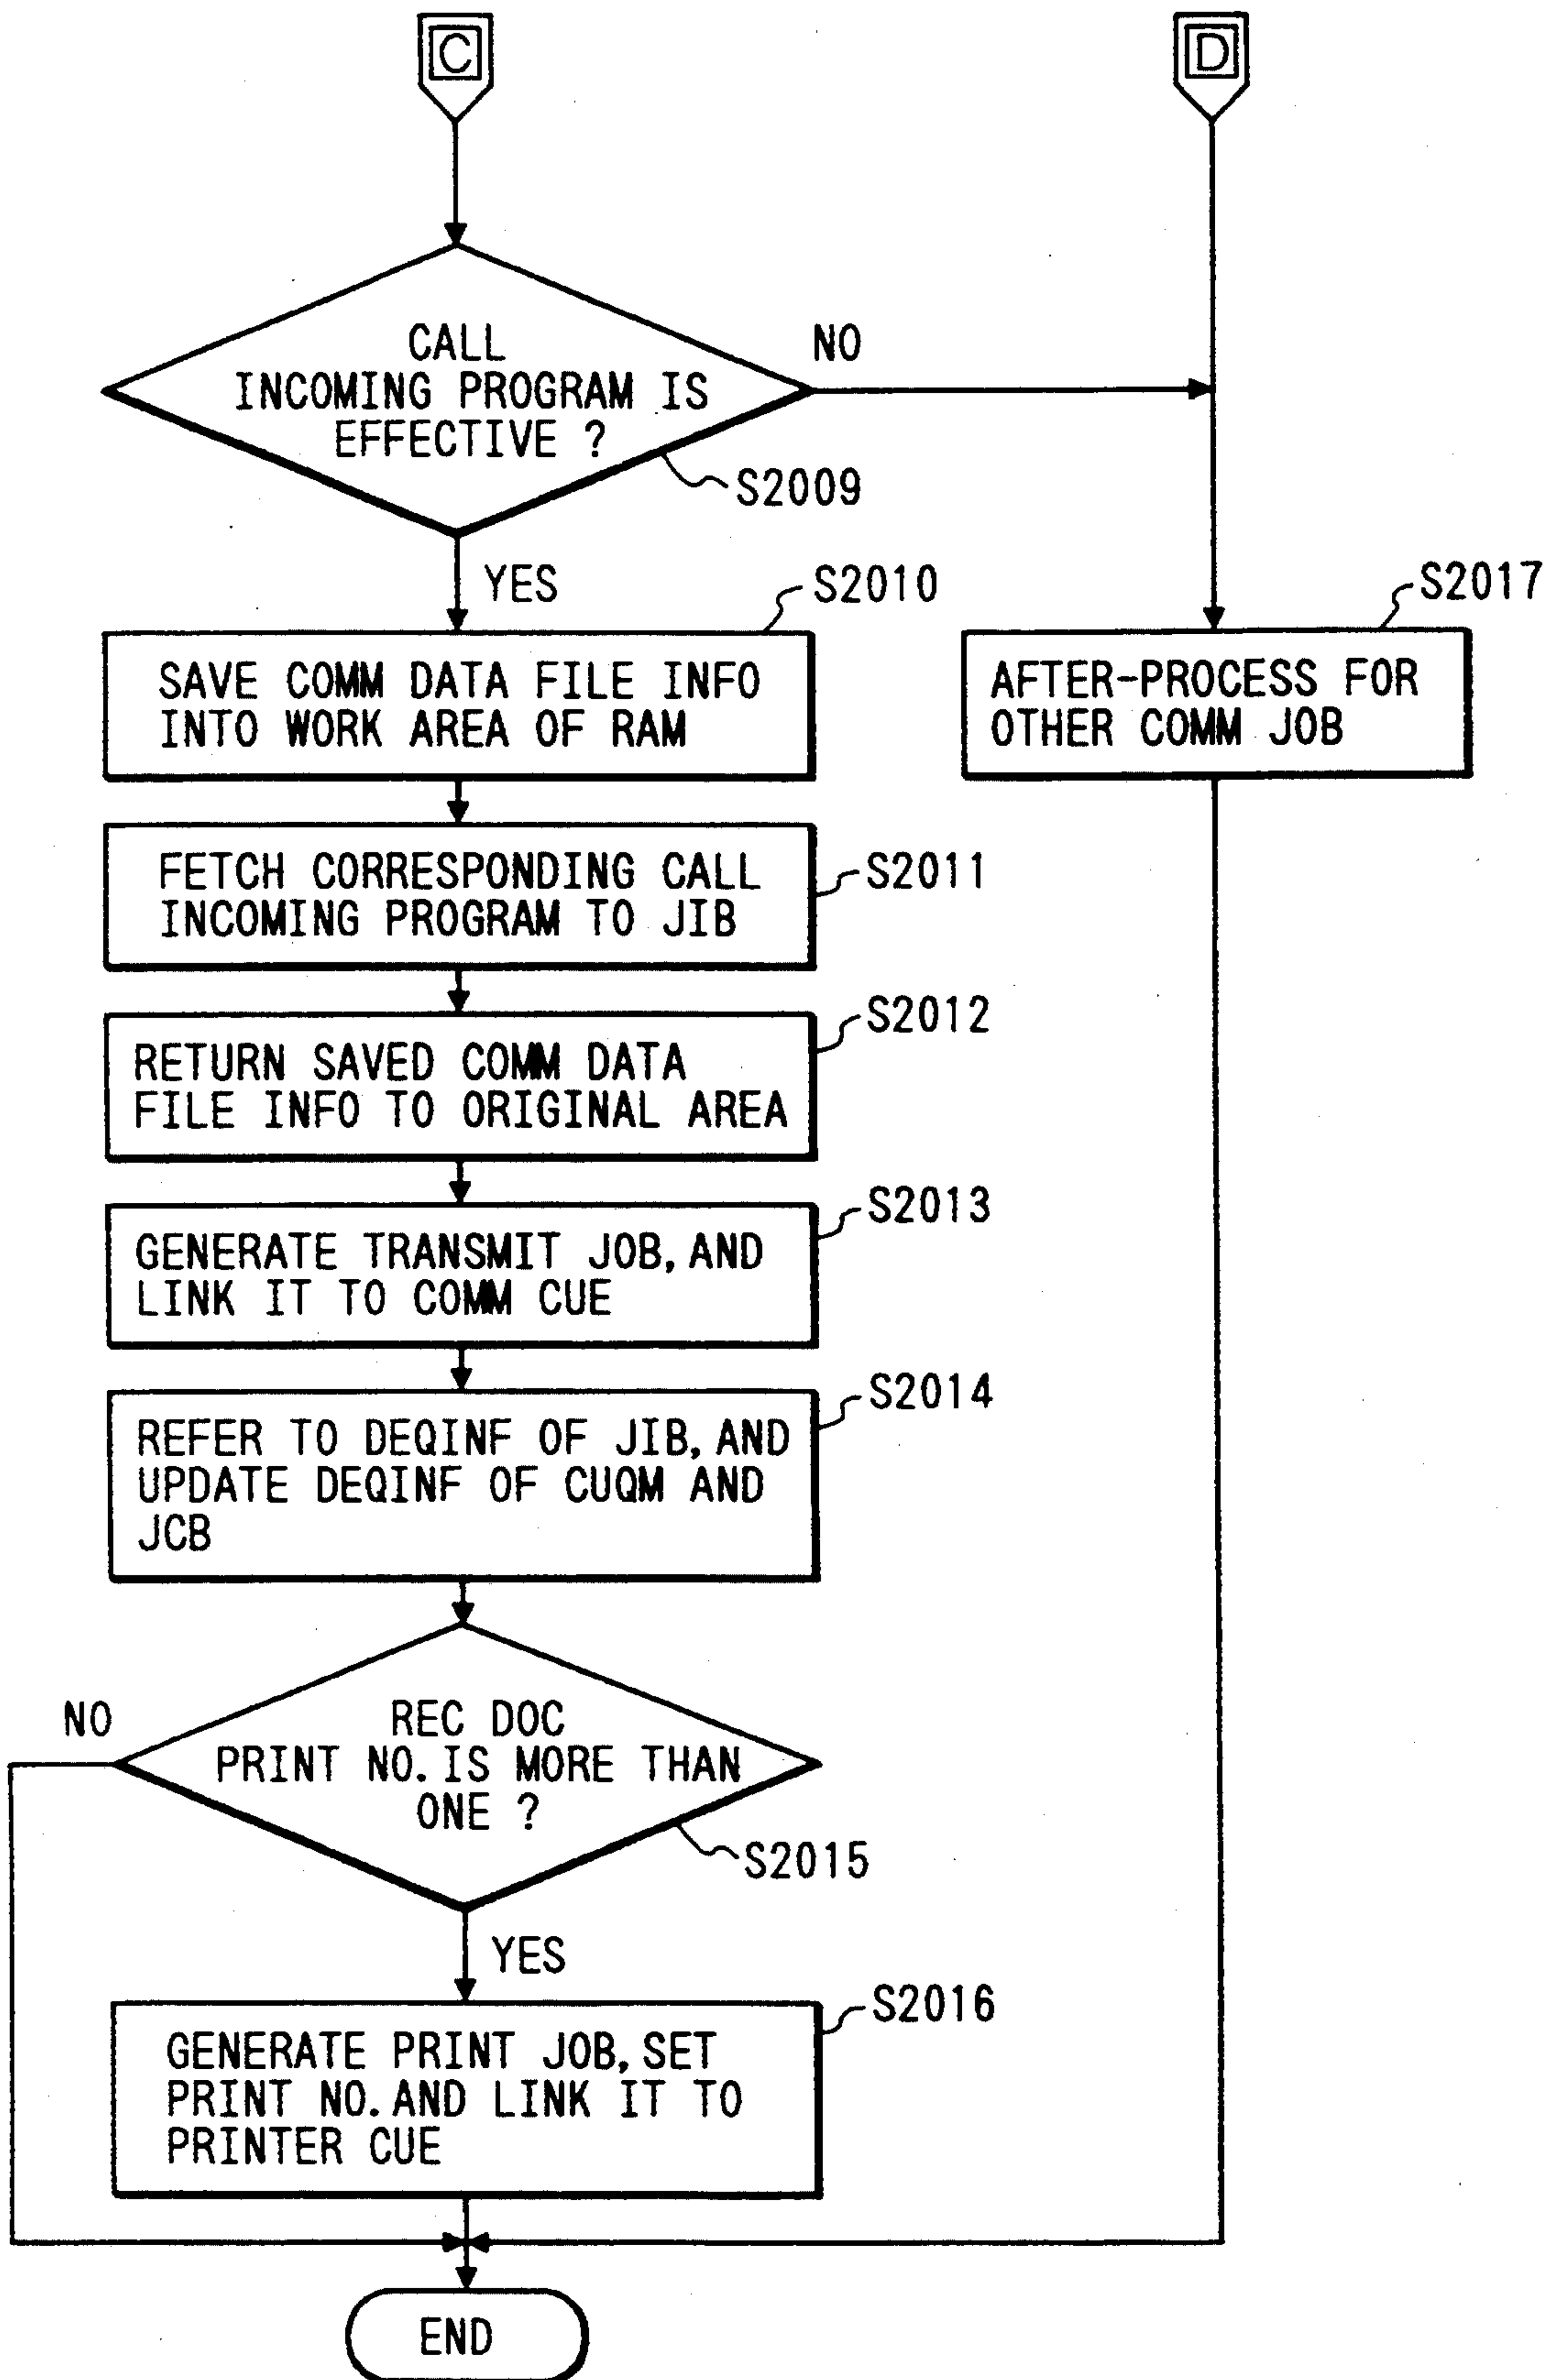 C
D
CALL
INCOMING PROGRAM IS
EFFECTIVE ?
NO
S2009
YES
S2010
SAVE COMM DATA FILE INFO
INTO WORK AREA OF RAM
S2017
AFTER-PROCESS FOR
OTHER COMM JOB
FETCH CORRESPONDING CALL
INCOMING PROGRAM TO JIB
S2011
RETURN SAVED COMM DATA
FILE INFO TO ORIGINAL AREA
S2012
GENERATE TRANSMIT JOB, AND
LINK IT TO COMM CUE
S2013
REFER TO DEQINF OF JIB, AND
UPDATE DEQINF OF CUQM AND
JCB
S2014
REC DOC
PRINT NO. IS MORE THAN
ONE ?
NO
S2015
YES
S2016
GENERATE PRINT JOB, SET
PRINT NO. AND LINK IT TO
PRINTER CUE
END